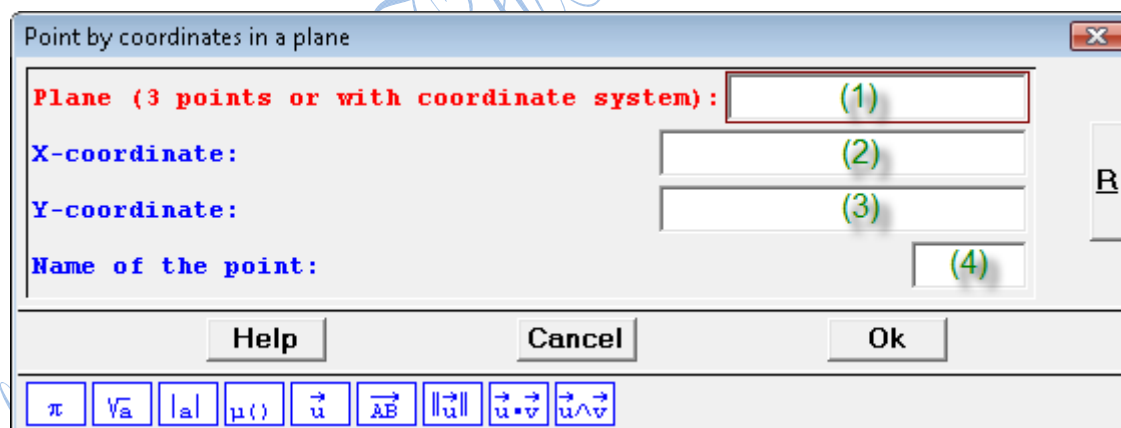 Point by coordinates in a plane
Plane (3 points or with coordinate system): (1)
X-coordinate: (2)
Y-coordinate: (3)
Name of the point: (4)
R
Help Cancel Ok
π √a |a| μ() u⃗ AB⃗ ‖u⃗‖ u⃗•v⃗ u⃗∧v⃗